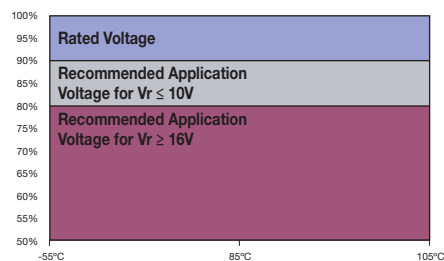 100%
95%
90%
85%
80%
75%
70%
65%
60%
55%
50%
Rated Voltage
Recommended Application
Voltage for Vr ≤ 10V
Recommended Application
Voltage for Vr ≥ 16V
-55ºC
85ºC
105ºC